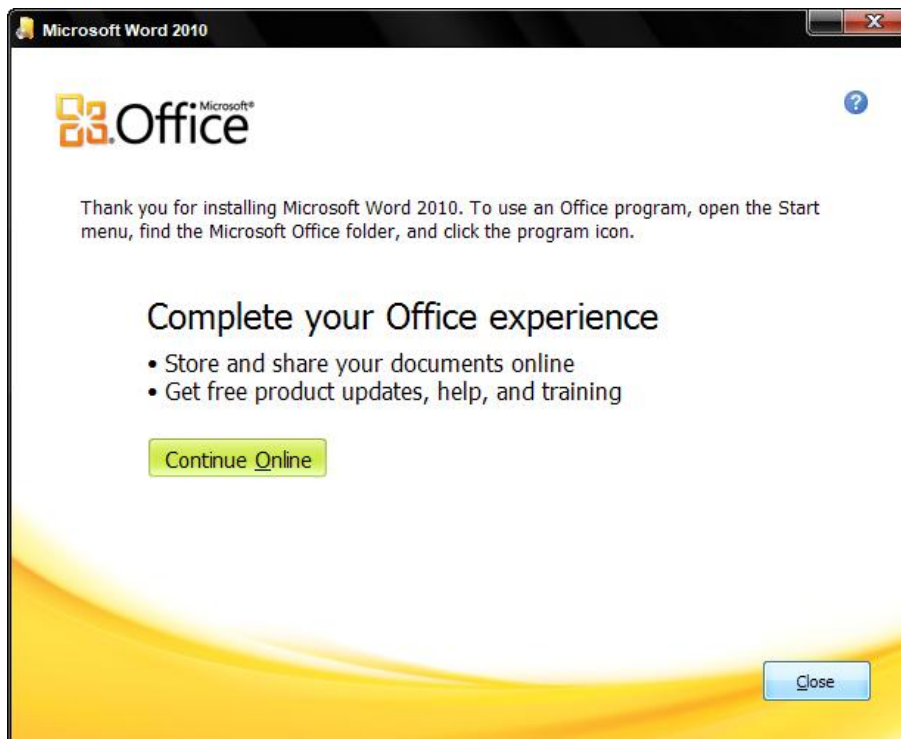 Microsoft Word 2010
Microsoft®
Office
Thank you for installing Microsoft Word 2010. To use an Office program, open the Start
menu, find the Microsoft Office folder, and click the program icon.
Complete your Office experience
• Store and share your documents online
• Get free product updates, help, and training
Continue Online
Close